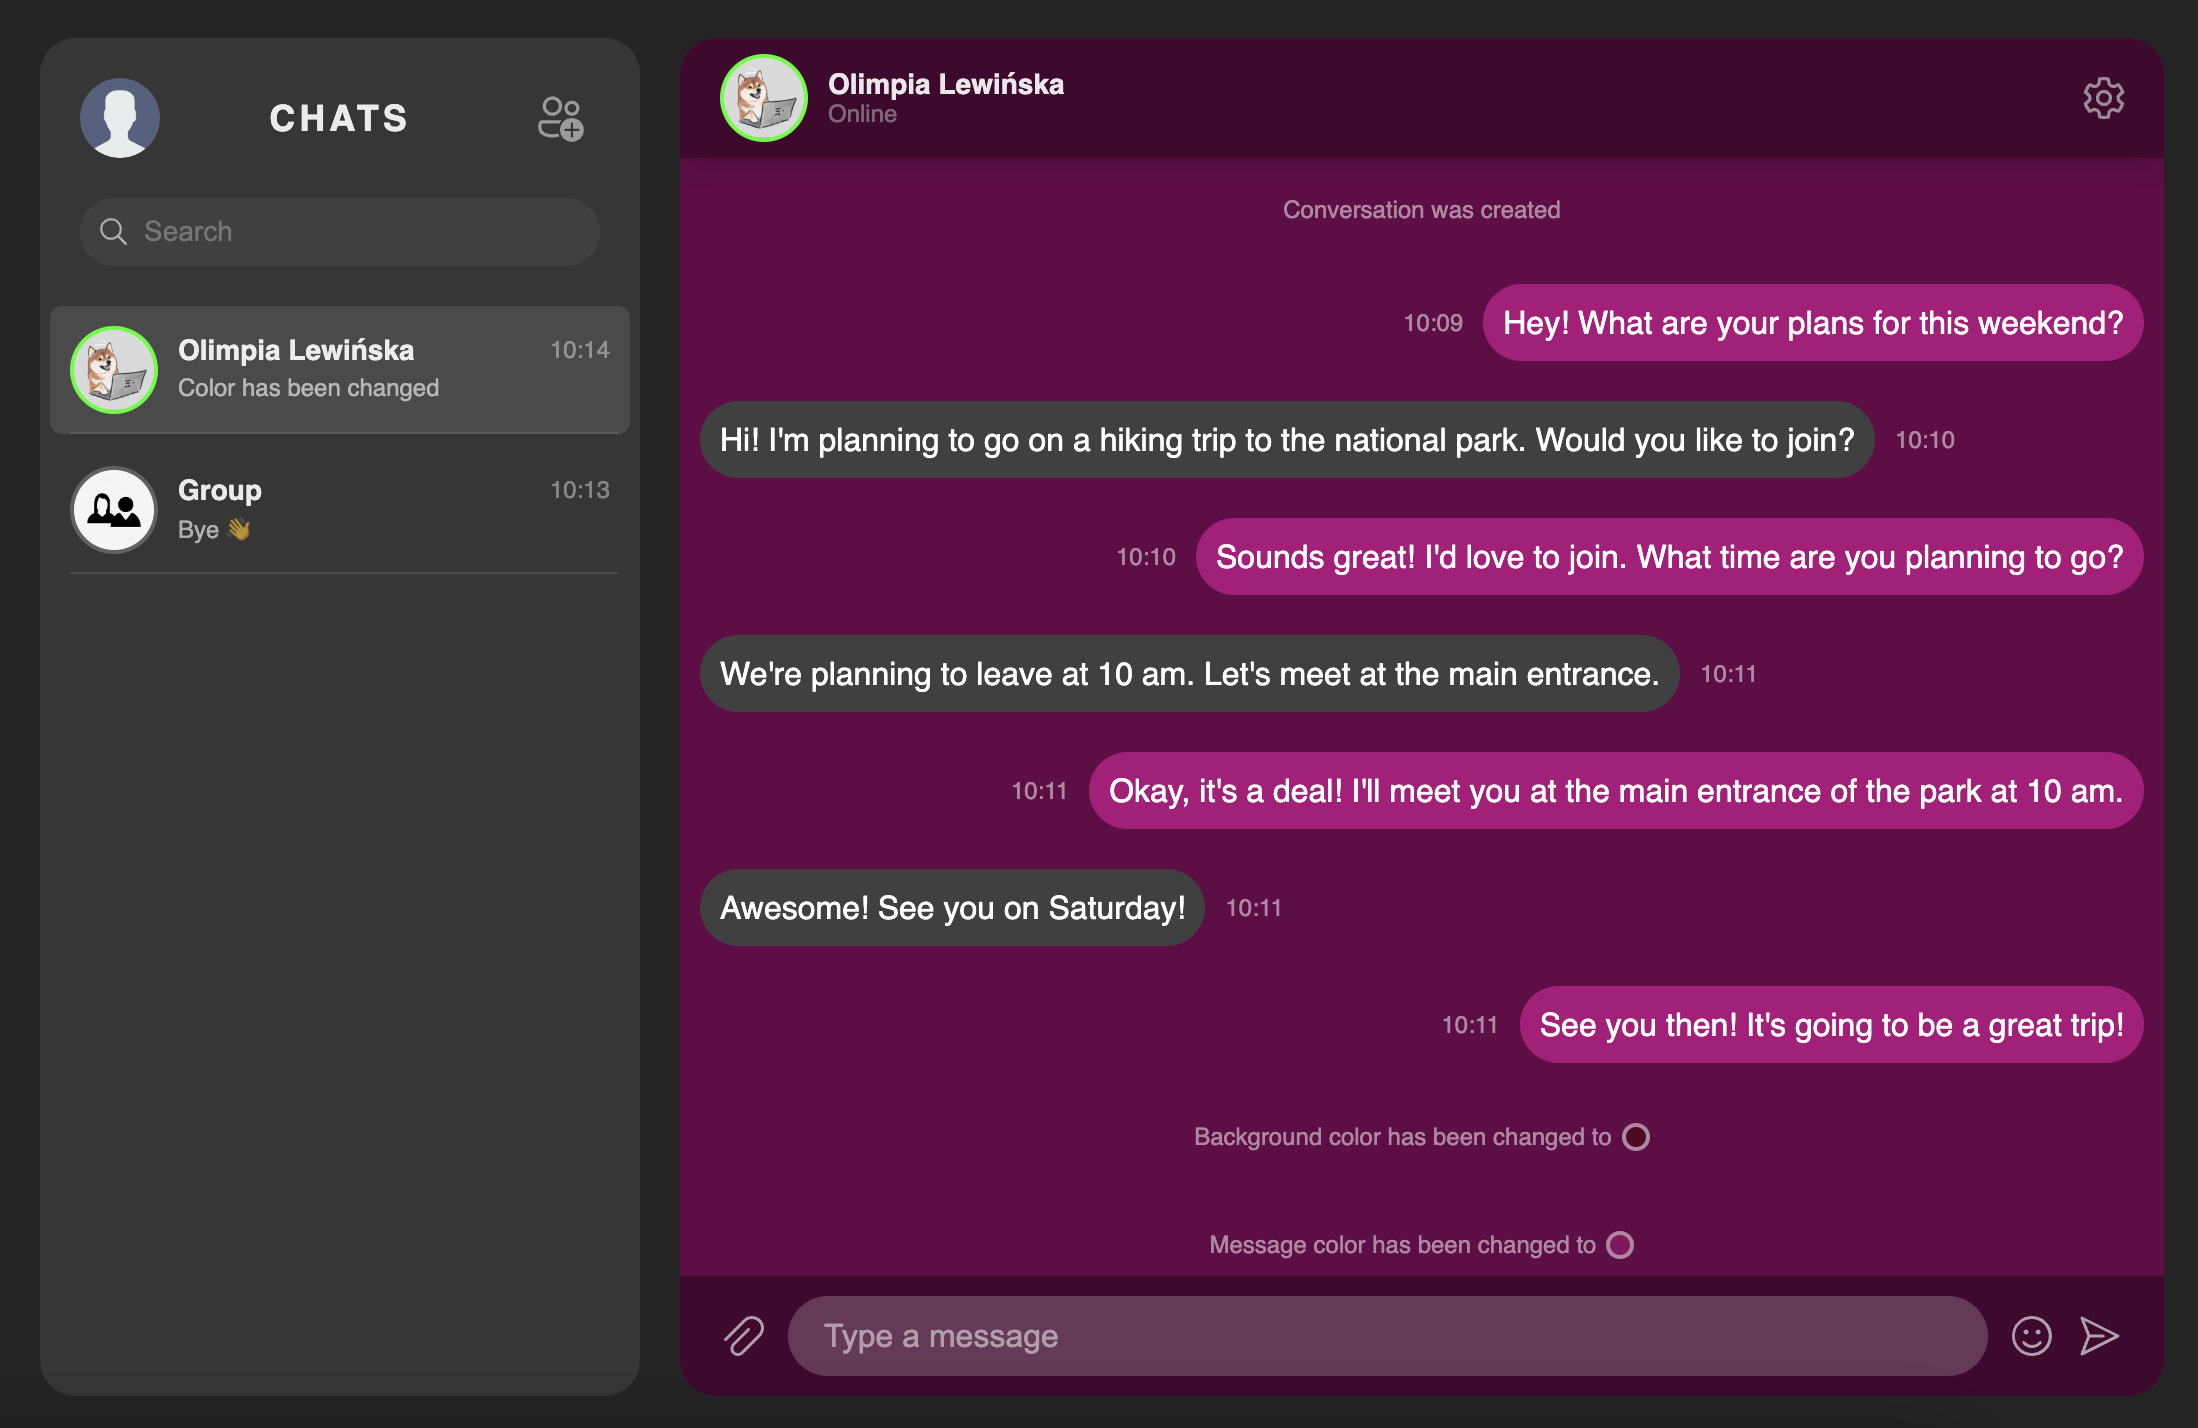 CHATS
Search
Olimpia Lewińska
10:14
Color has been changed
Group
10:13
Bye 👋
Olimpia Lewińska
Online
Conversation was created
10:09
Hey! What are your plans for this weekend?
Hi! I'm planning to go on a hiking trip to the national park. Would you like to join?
10:10
10:10
Sounds great! I'd love to join. What time are you planning to go?
We're planning to leave at 10 am. Let's meet at the main entrance.
10:11
10:11
Okay, it's a deal! I'll meet you at the main entrance of the park at 10 am.
Awesome! See you on Saturday!
10:11
10:11
See you then! It's going to be a great trip!
Background color has been changed to
Message color has been changed to
Type a message